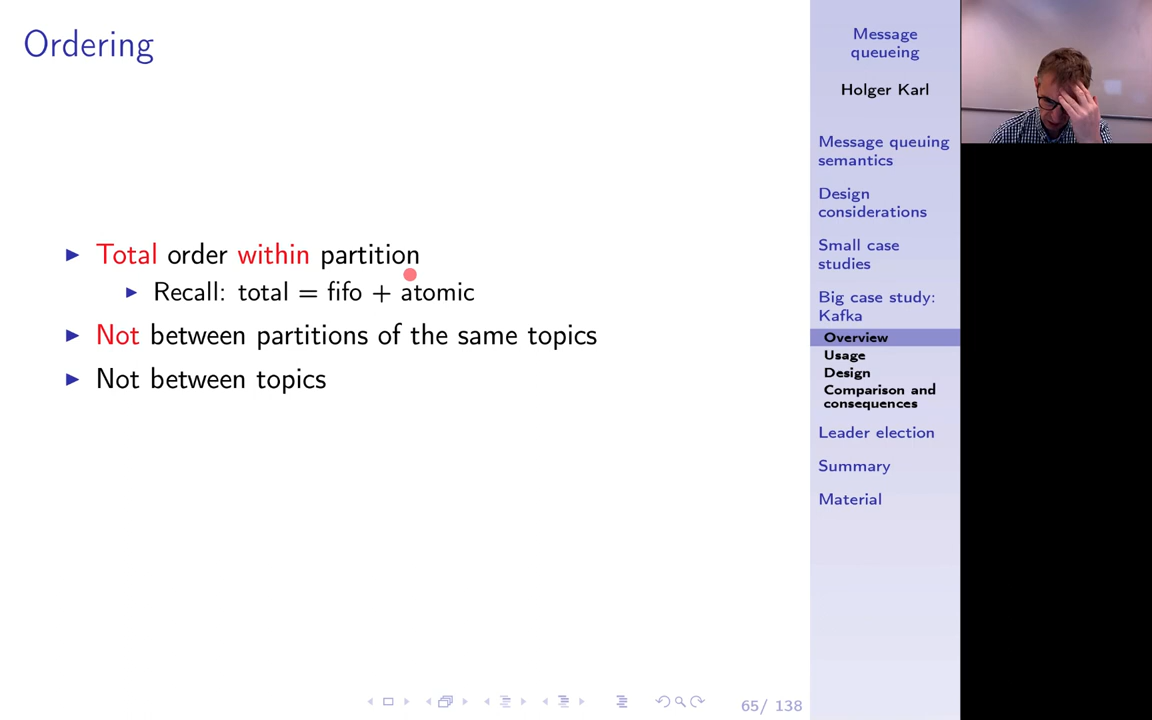 Ordering
Total order within partition
Recall: total = fifo + atomic
Not between partitions of the same topics
Not between topics
65/ 138
Message
queueing
Holger Karl
Message queuing
semantics
Design
considerations
Small case
studies
Big case study:
Kafka
Overview
Usage
Design
Comparison and
consequences
Leader election
Summary
Material